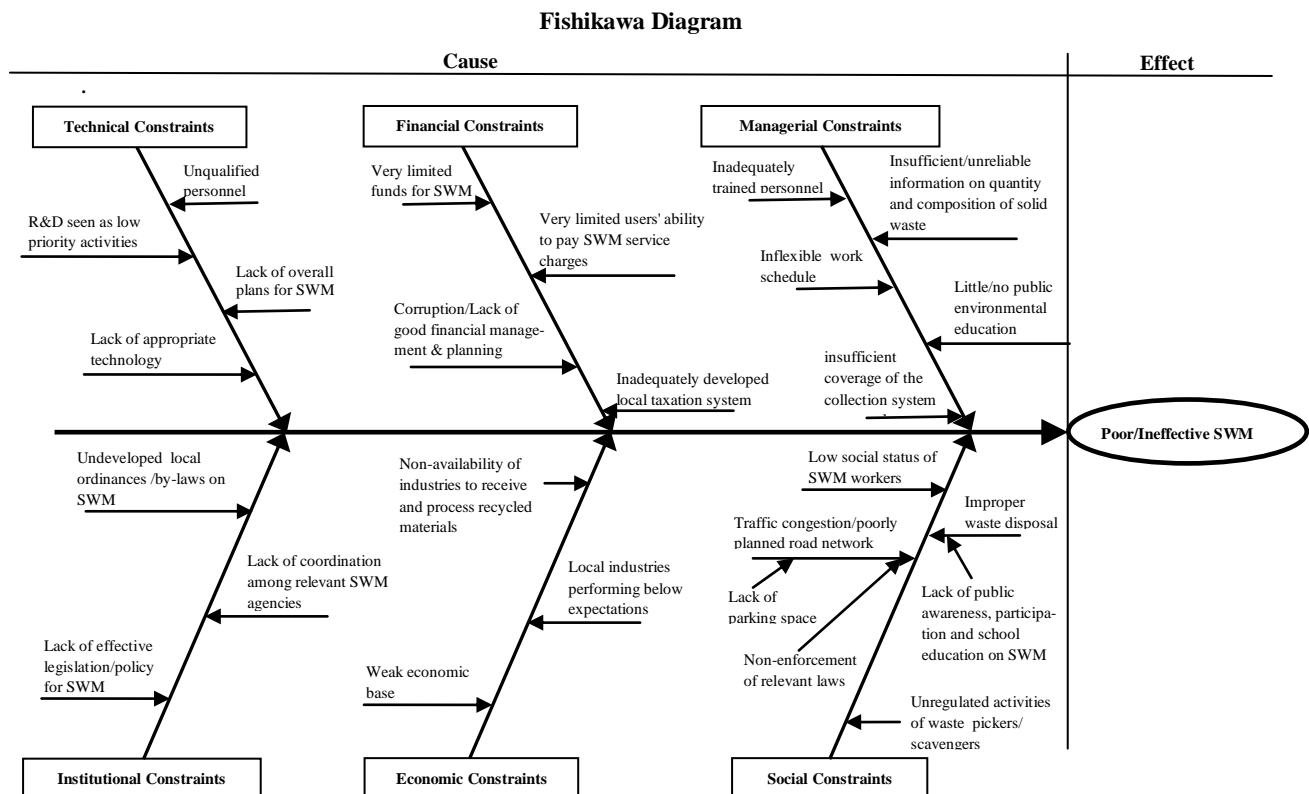 Fishikawa Diagram
Cause
Effect
Technical Constraints
Financial Constraints
Managerial Constraints
Unqualified
personnel
R&D seen as low
priority activities
Lack of overall
plans for SWM
Lack of appropriate
technology
Very limited
funds for SWM
Very limited users' ability
to pay SWM service
charges
Corruption/Lack of
good financial manage-
ment & planning
Inadequately developed
local taxation system
Inadequately
trained personnel
Insufficient/unreliable
information on quantity
and composition of solid
waste
Inflexible work
schedule
Little/no public
environmental
education
insufficient
coverage of the
collection system
Poor/Ineffective SWM
Undeveloped local
ordinances /by-laws on
SWM
Lack of coordination
among relevant SWM
agencies
Lack of effective
legislation/policy
for SWM
Non-availability of
industries to receive
and process recycled
materials
Local industries
performing below
expectations
Weak economic
base
Low social status of
SWM workers
Improper
waste disposal
Traffic congestion/poorly
planned road network
Lack of
parking space
Lack of public
awareness, participa-
tion and school
education on SWM
Non-enforcement
of relevant laws
Unregulated activities
of waste pickers/
scavengers
Institutional Constraints
Economic Constraints
Social Constraints